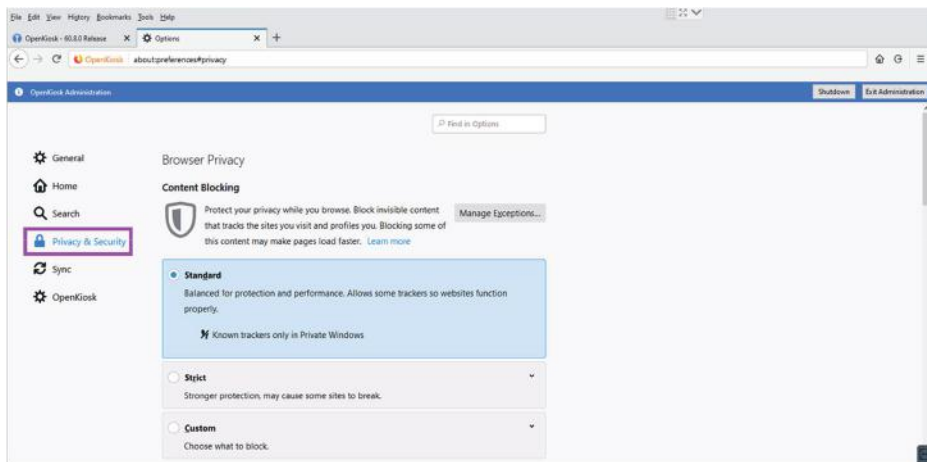 File Edit View History Bookmarks Tools Help
OpenKiosk - 60.8.0 Release Options
OpenKiosk about:preferences#privacy
OpenKiosk Administration Shutdown Exit Administration
Find in Options
General
Home
Search
Privacy & Security
Sync
OpenKiosk
Browser Privacy
Content Blocking
Protect your privacy while you browse. Block invisible content
that tracks the sites you visit and profiles you. Blocking some of
this content may make pages load faster. Learn more
Manage Exceptions...
Standard
Balanced for protection and performance. Allows some trackers so websites function
properly.
Known trackers only in Private Windows
Strict
Stronger protection, may cause some sites to break.
Custom
Choose what to block.